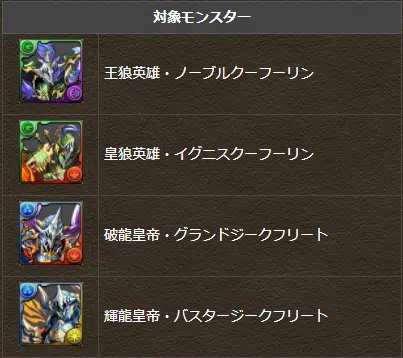 対象モンスター
王狼英雄・ノーブルクーフーリン
皇狼英雄・イグニスクーフーリン
破龍皇帝・グランドジークフリート
輝龍皇帝・バスタージークフリート